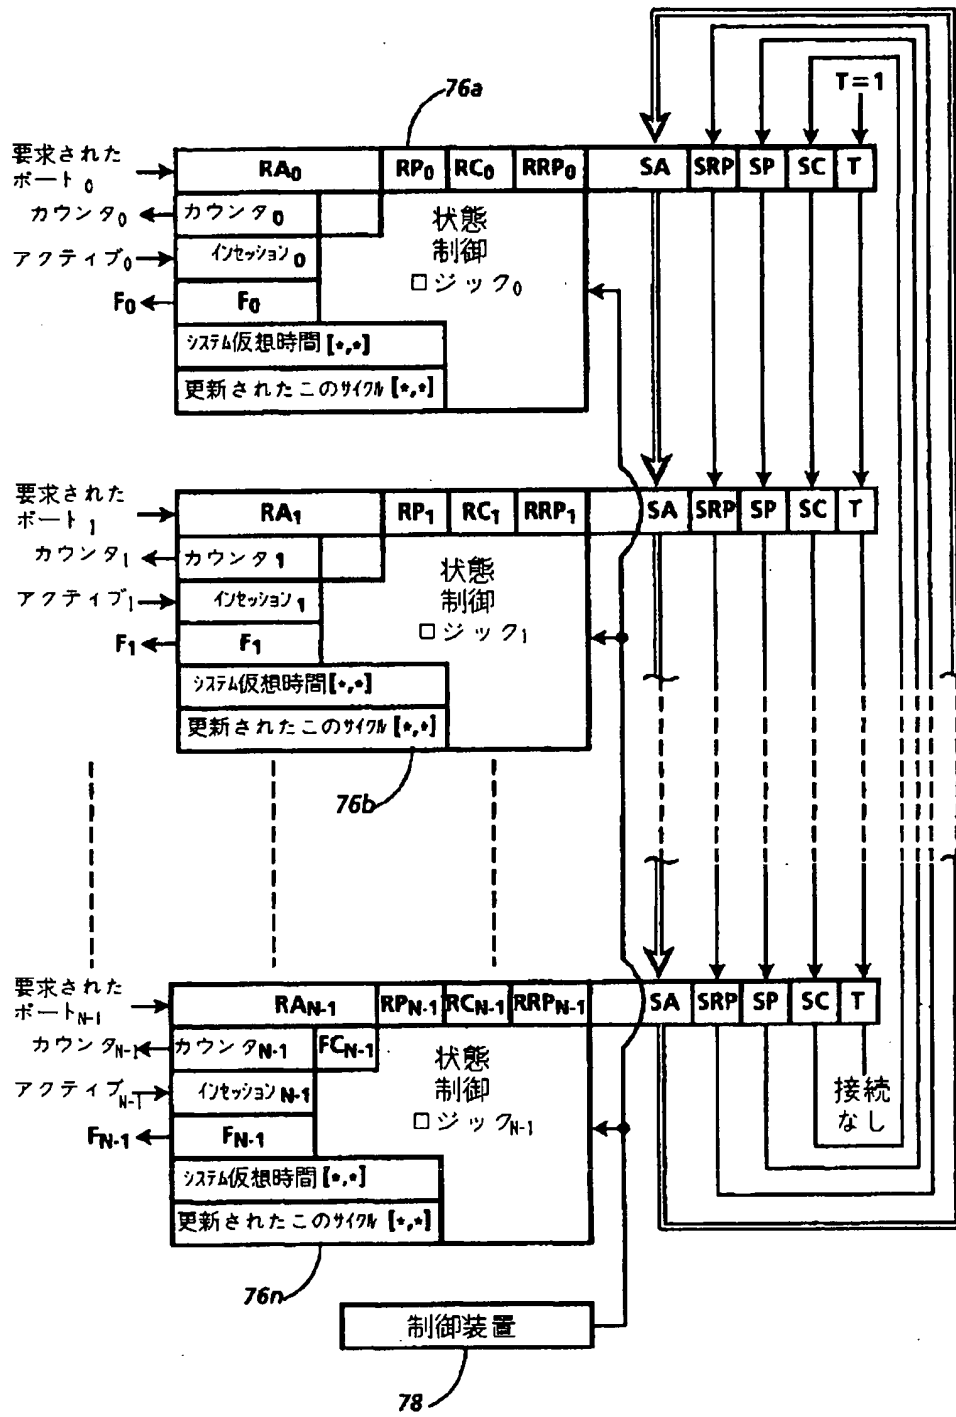 76a
T=1
要求された
ポート0
RA0 RP0 RC0 RRP0 SA SRP SP SC T
カウンタ0 カウンタ0
アクティブ0 インセッション0
F0 F0
状態
制御
ロジック0
システム仮想時間[*,*]
更新されたこのサイクル[*,*]
要求された
ポート1
RA1 RP1 RC1 RRP1 SA SRP SP SC T
カウンタ1 カウンタ1
アクティブ1 インセッション1
F1 F1
状態
制御
ロジック1
システム仮想時間[*,*]
更新されたこのサイクル[*,*]
76b
要求された
ポートN-1
RAN-1 RPN-1 RCN-1 RRPN-1 SA SRP SP SC T
カウンタN-1 カウンタN-1 FCN-1
アクティブN-1 インセッションN-1
FN-1 FN-1
状態
制御
ロジックN-1
接続
なし
システム仮想時間[*,*]
更新されたこのサイクル[*,*]
76n
制御装置
78